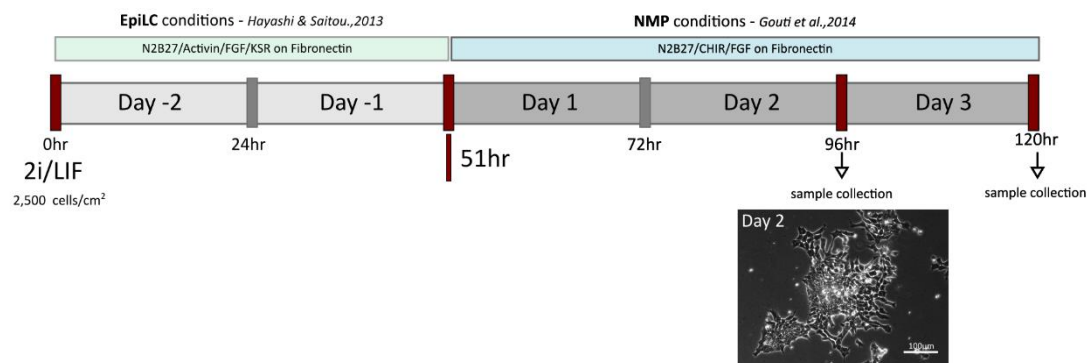 EpiLC conditions - Hayashi & Saitou.,2013
NMP conditions - Gouti et al.,2014
N2B27/Activin/FGF/KSR on Fibronectin
N2B27/CHIR/FGF on Fibronectin
Day -2
Day -1
Day 1
Day 2
Day 3
0hr
24hr
51hr
72hr
96hr
120hr
2i/LIF
2,500 cells/cm²
sample collection
sample collection
Day 2
100µm